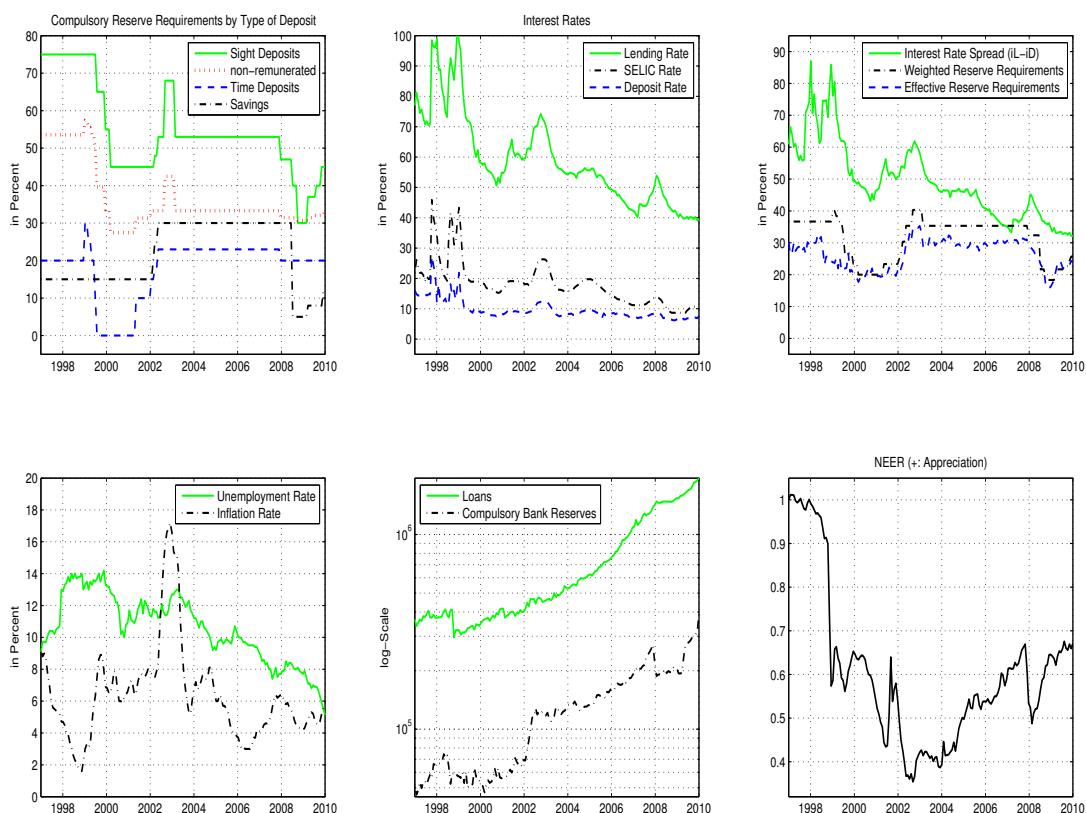 Compulsory Reserve Requirements by Type of Deposit
in Percent
80
70
60
50
40
30
20
10
0
1998 2000 2002 2004 2006 2008 2010
Sight Deposits
non-remunerated
Time Deposits
Savings
Interest Rates
in Percent
100
90
80
70
60
50
40
30
20
10
0
1998 2000 2002 2004 2006 2008 2010
Lending Rate
SELIC Rate
Deposit Rate
in Percent
90
80
70
60
50
40
30
20
10
0
1998 2000 2002 2004 2006 2008 2010
Interest Rate Spread (iL-iD)
Weighted Reserve Requirements
Effective Reserve Requirements
in Percent
20
18
16
14
12
10
8
6
4
2
0
1998 2000 2002 2004 2006 2008 2010
Unemployment Rate
Inflation Rate
log-Scale
10^6
10^5
1998 2000 2002 2004 2006 2008 2010
Loans
Compulsory Bank Reserves
NEER (+: Appreciation)
1
0.9
0.8
0.7
0.6
0.5
0.4
1998 2000 2002 2004 2006 2008 2010